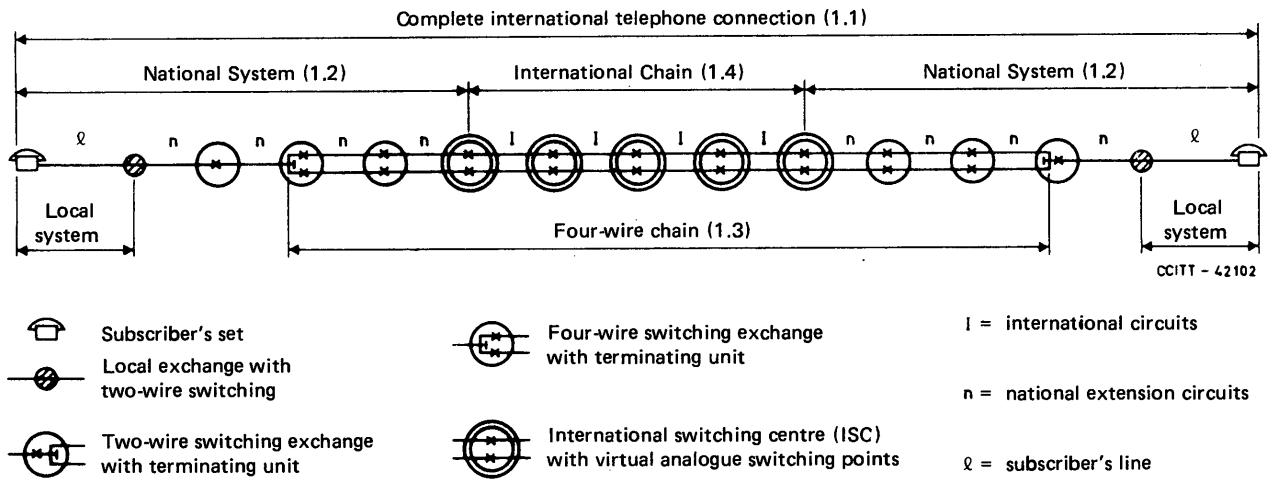 Complete international telephone connection (1.1)
National System (1.2)
International Chain (1.4)
National System (1.2)
ℓ n n n n I I I I n n n n ℓ
Local
system
Four-wire chain (1.3)
Local
system
CCITT – 42102
Subscriber's set
Local exchange with
two-wire switching
Two-wire switching exchange
with terminating unit
Four-wire switching exchange
with terminating unit
International switching centre (ISC)
with virtual analogue switching points
I = international circuits
n = national extension circuits
ℓ = subscriber's line